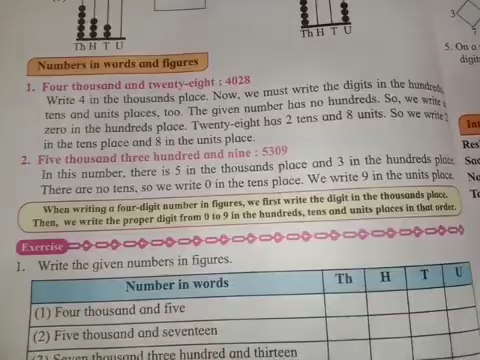 Th H T U
Th H T U
3
7
5. On a
digit
Numbers in words and figures
1. Four thousand and twenty-eight : 4028
Write 4 in the thousands place. Now, we must write the digits in the hundreds,
tens and units places, too. The given number has no hundreds. So, we write a
zero in the hundreds place. Twenty-eight has 2 tens and 8 units. So we write 2
in the tens place and 8 in the units place.
2. Five thousand three hundred and nine : 5309
In this number, there is 5 in the thousands place and 3 in the hundreds place.
There are no tens, so we write 0 in the tens place. We write 9 in the units place.
When writing a four-digit number in figures, we first write the digit in the thousands place.
Then, we write the proper digit from 0 to 9 in the hundreds, tens and units places in that order.
Exercise
1. Write the given numbers in figures.
Number in words Th H T U
(1) Four thousand and five
(2) Five thousand and seventeen
(3) Seven thousand three hundred and thirteen